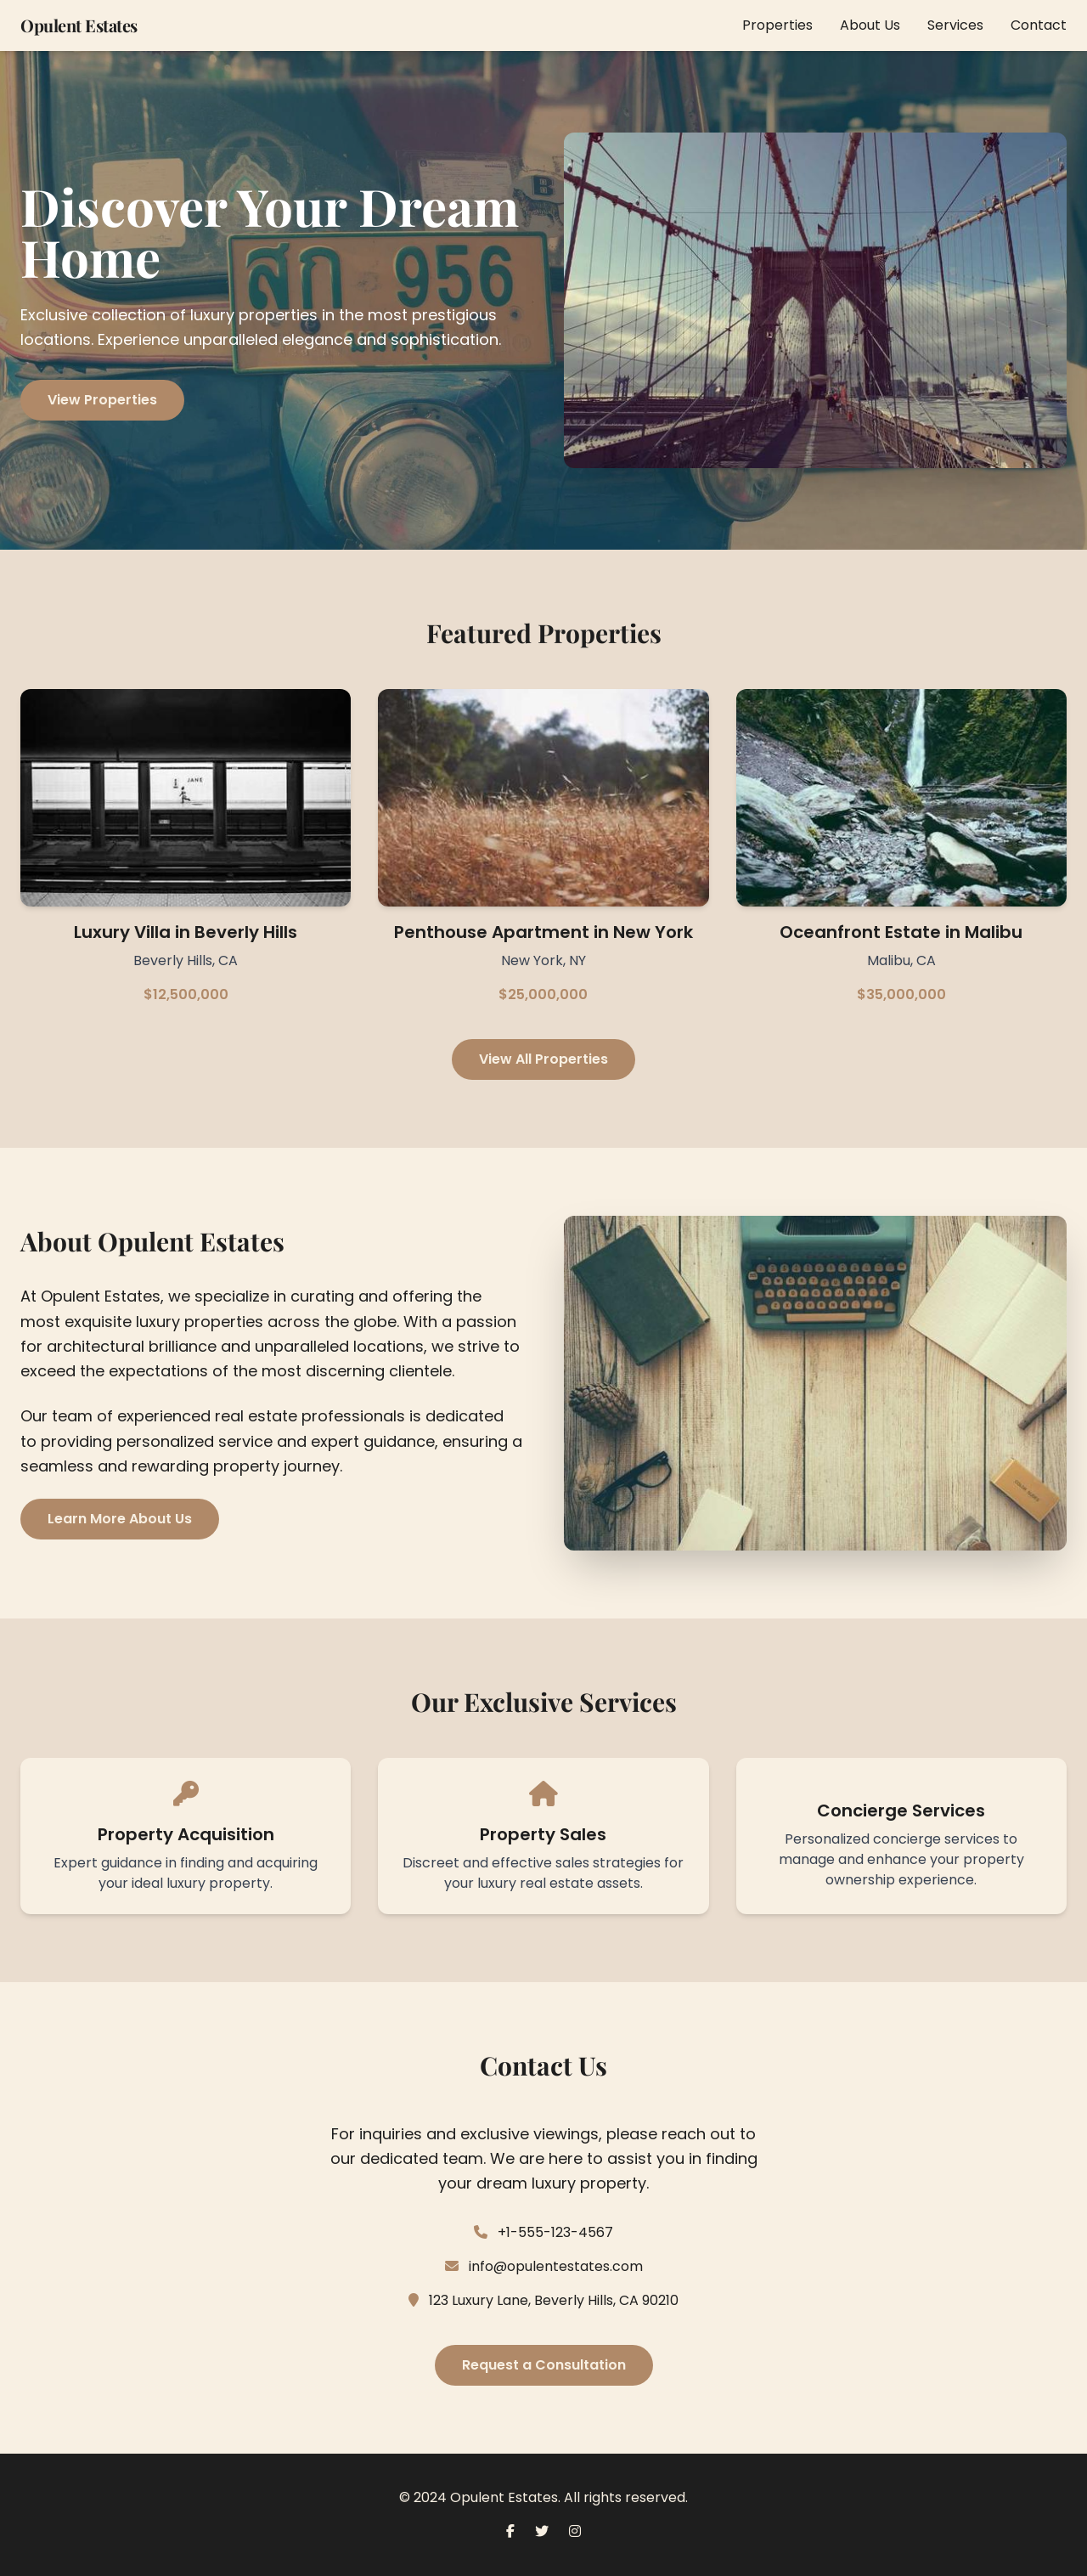 Opulent Estates
Properties
About Us
Services
Contact
Discover Your Dream
Home
สก 956
Exclusive collection of luxury properties in the most prestigious
locations. Experience unparalleled elegance and sophistication.
View Properties
Featured Properties
JANE
Luxury Villa in Beverly Hills
Beverly Hills, CA
$12,500,000
Penthouse Apartment in New York
New York, NY
$25,000,000
Oceanfront Estate in Malibu
Malibu, CA
$35,000,000
View All Properties
About Opulent Estates
At Opulent Estates, we specialize in curating and offering the
most exquisite luxury properties across the globe. With a passion
for architectural brilliance and unparalleled locations, we strive to
exceed the expectations of the most discerning clientele.
Our team of experienced real estate professionals is dedicated
to providing personalized service and expert guidance, ensuring a
seamless and rewarding property journey.
Learn More About Us
Our Exclusive Services
Property Acquisition
Expert guidance in finding and acquiring
your ideal luxury property.
Property Sales
Discreet and effective sales strategies for
your luxury real estate assets.
Concierge Services
Personalized concierge services to
manage and enhance your property
ownership experience.
Contact Us
For inquiries and exclusive viewings, please reach out to
our dedicated team. We are here to assist you in finding
your dream luxury property.
+1-555-123-4567
info@opulentestates.com
123 Luxury Lane, Beverly Hills, CA 90210
Request a Consultation
© 2024 Opulent Estates. All rights reserved.